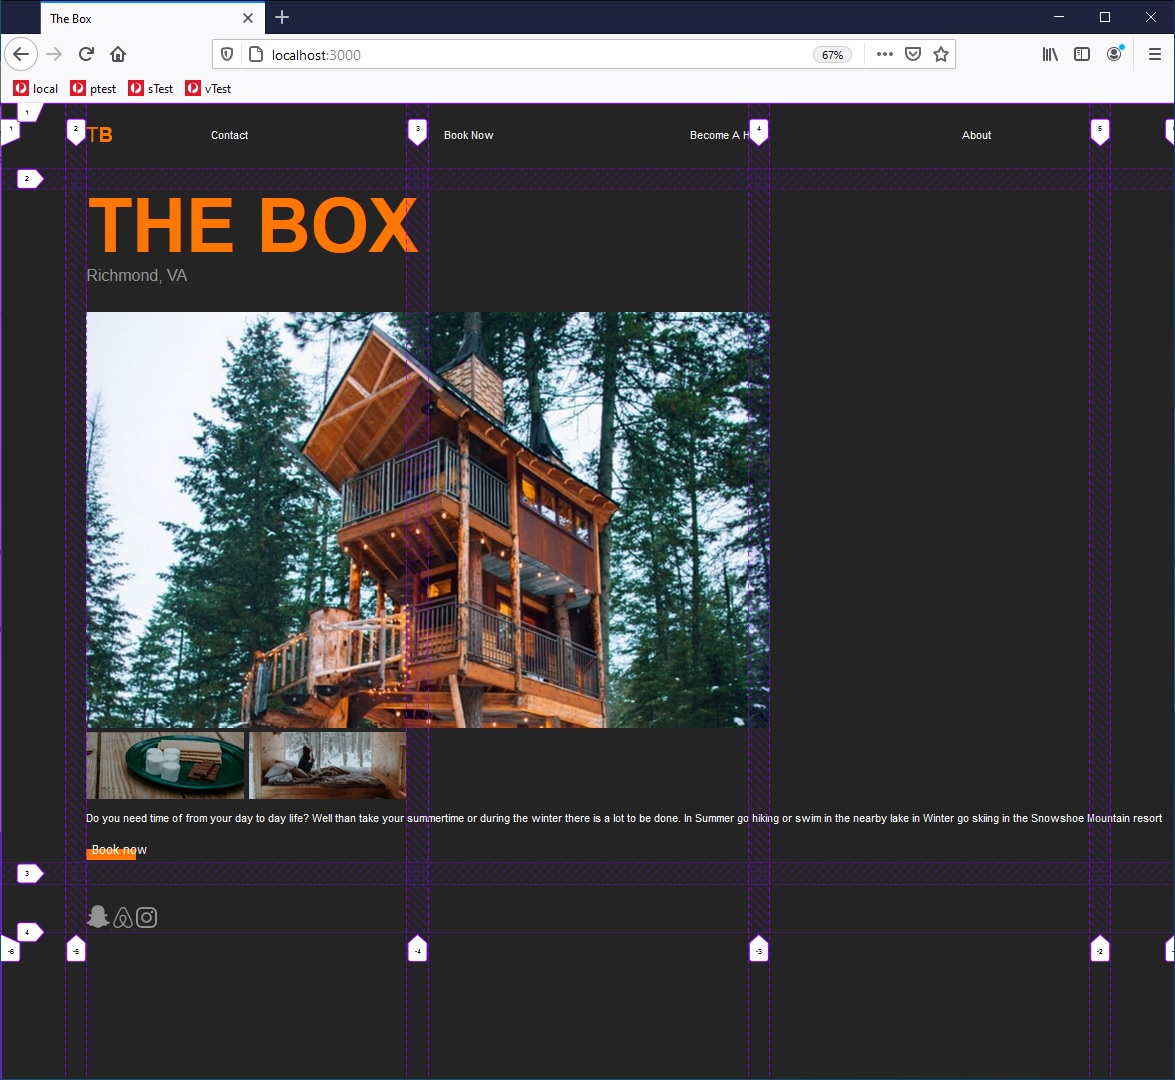 The Box
localhost:3000
67%
local ptest sTest vTest
1
1 2 3 4 5
TB Contact Book Now Become A H About
2
THE BOX
Richmond, VA
Do you need time of from your day to day life? Well than take your summertime or during the winter there is a lot to be done. In Summer go hiking or swim in the nearby lake in Winter go skiing in the Snowshoe Mountain resort
Book now
3
4
-6 -5 -4 -3 -2